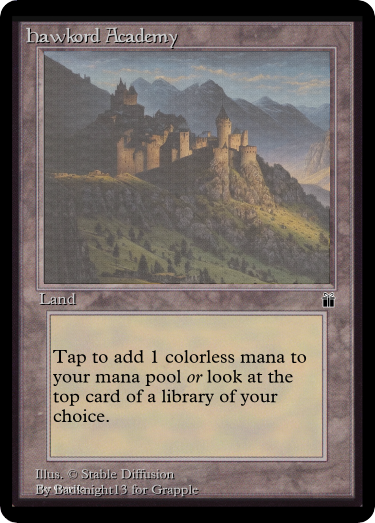 hawkord Academy
Land
Tap to add 1 colorless mana to
your mana pool or look at the
top card of a library of your
choice.
Illus. © Stable Diffusion
By Batknight13 for Grapple